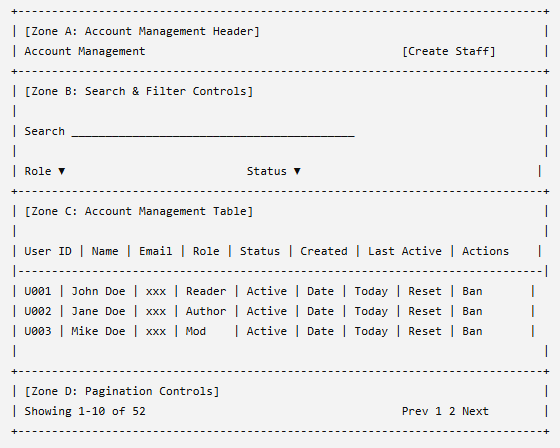 +------------------------------------------------------------------------------+
| [Zone A: Account Management Header]                                          |
| Account Management                                      [Create Staff]       |
+------------------------------------------------------------------------------+
| [Zone B: Search & Filter Controls]                                           |
|                                                                              |
| Search __________________________________________                            |
|                                                                              |
| Role ▼                           Status ▼                                   |
+------------------------------------------------------------------------------+
| [Zone C: Account Management Table]                                           |
|                                                                              |
| User ID | Name | Email | Role | Status | Created | Last Active | Actions    |
|------------------------------------------------------------------------------|
| U001 | John Doe | xxx | Reader | Active | Date | Today | Reset | Ban       |
| U002 | Jane Doe | xxx | Author | Active | Date | Today | Reset | Ban       |
| U003 | Mike Doe | xxx | Mod    | Active | Date | Today | Reset | Ban       |
|                                                                              |
+------------------------------------------------------------------------------+
| [Zone D: Pagination Controls]                                                |
| Showing 1-10 of 52                                      Prev 1 2 Next        |
+------------------------------------------------------------------------------+